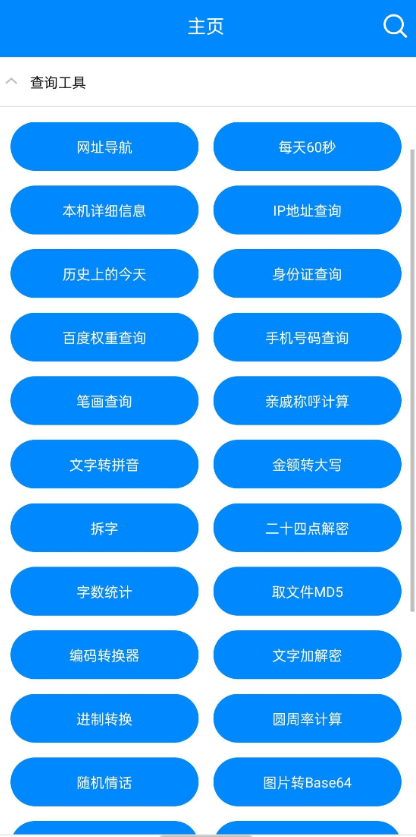 主页
查询工具
网址导航
每天60秒
本机详细信息
IP地址查询
历史上的今天
身份证查询
百度权重查询
手机号码查询
笔画查询
亲戚称呼计算
文字转拼音
金额转大写
拆字
二十四点解密
字数统计
取文件MD5
编码转换器
文字加解密
进制转换
圆周率计算
随机情话
图片转Base64